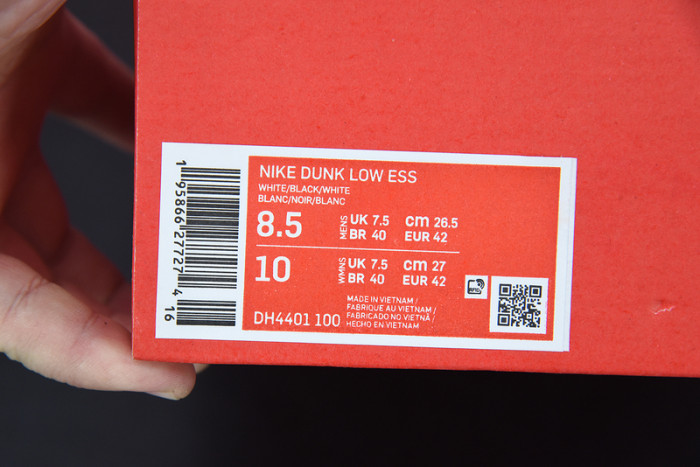 NIKE DUNK LOW ESS
WHITE/BLACK/WHITE
BLANC/NOIR/BLANC
8.5 MENS UK 7.5 cm 26.5
BR 40 EUR 42
10 WMNS UK 7.5 cm 27
BR 40 EUR 42
MADE IN VIETNAM /
FABRIQUE AU VIETNAM /
FABRICADO NO VIETNÃ /
HECHO EN VIETNAM
DH4401 100
1 95866 27727 4 16